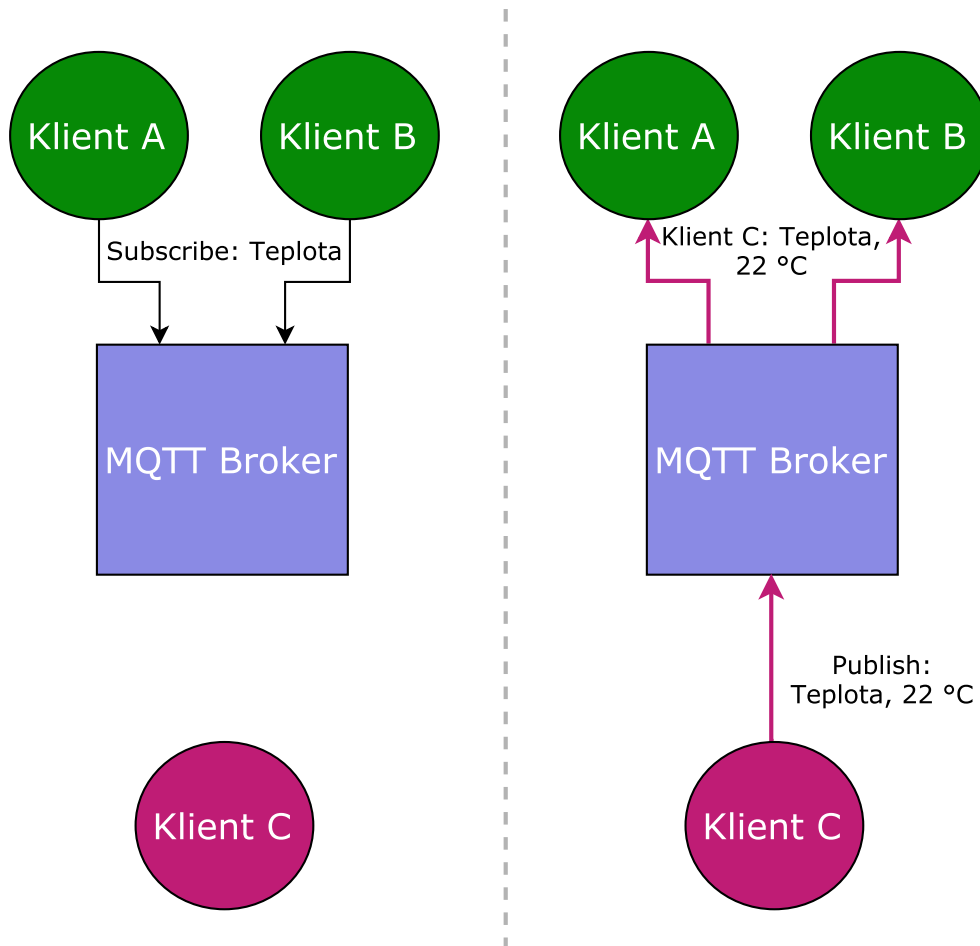 Klient A
Klient B
Subscribe: Teplota
MQTT Broker
Klient C
Klient A
Klient B
Klient C: Teplota,
22 °C
MQTT Broker
Publish:
Teplota, 22 °C
Klient C